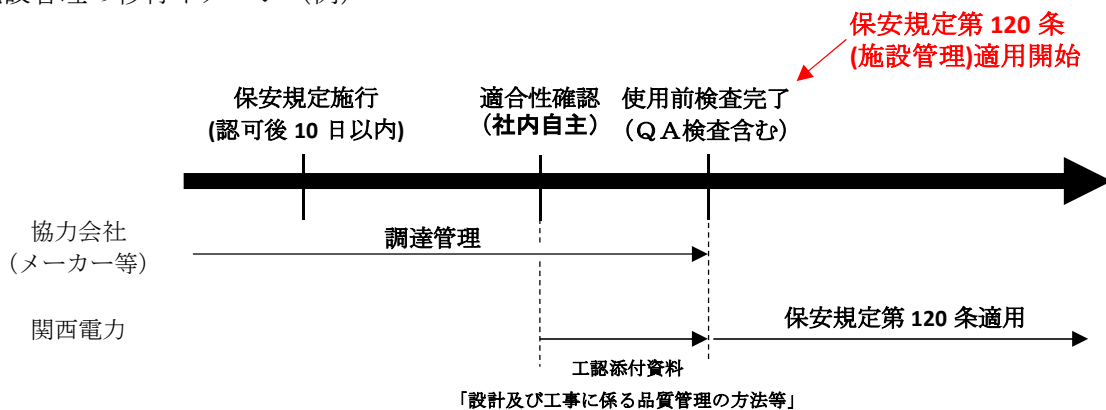 設管理の移行イメージ（例）
保安規定第 120 条
(施設管理)適用開始
保安規定施行
(認可後 10 日以内)
適合性確認
（社内自主）
使用前検査完了
（ＱＡ検査含む）
協力会社
（メーカー等）
調達管理
関西電力
保安規定第 120 条適用
工認添付資料
「設計及び工事に係る品質管理の方法等」